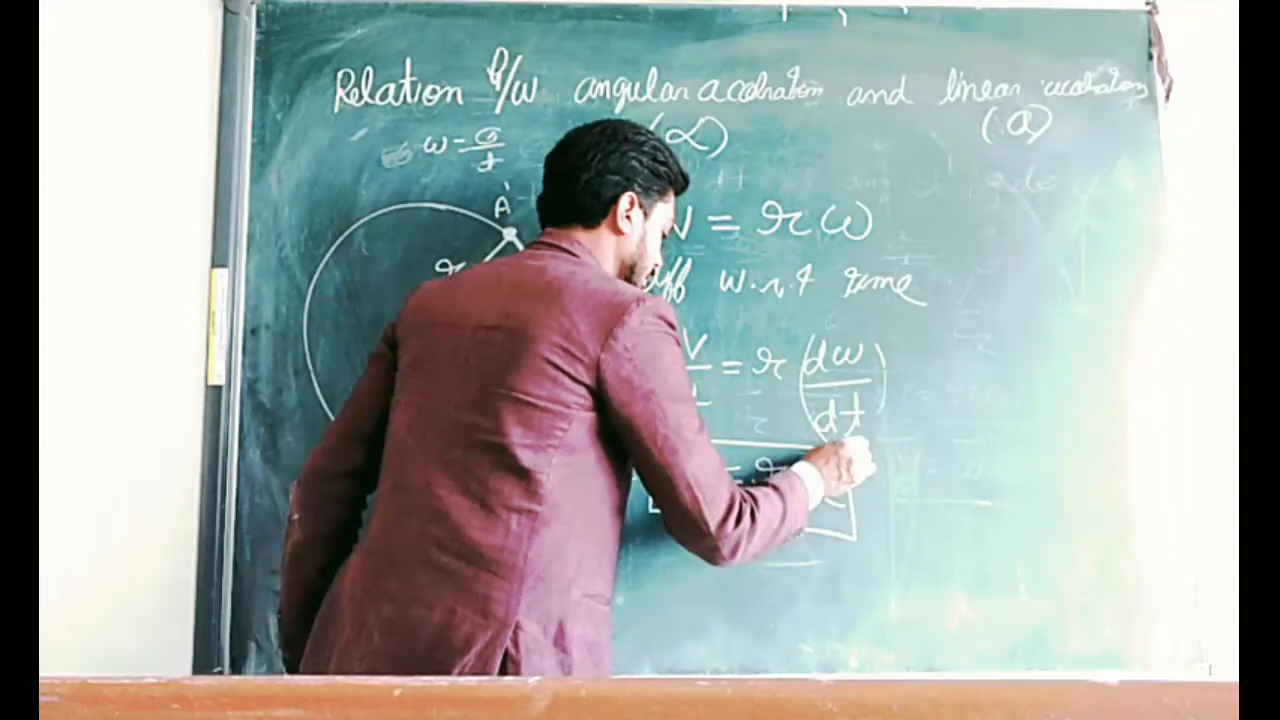 Relation b/w angular acceleration and linear acceleration
(α) (a)
ω = θ/t
A
r
V = rω
diff w.r.t time
= r (dω/dt)
= r